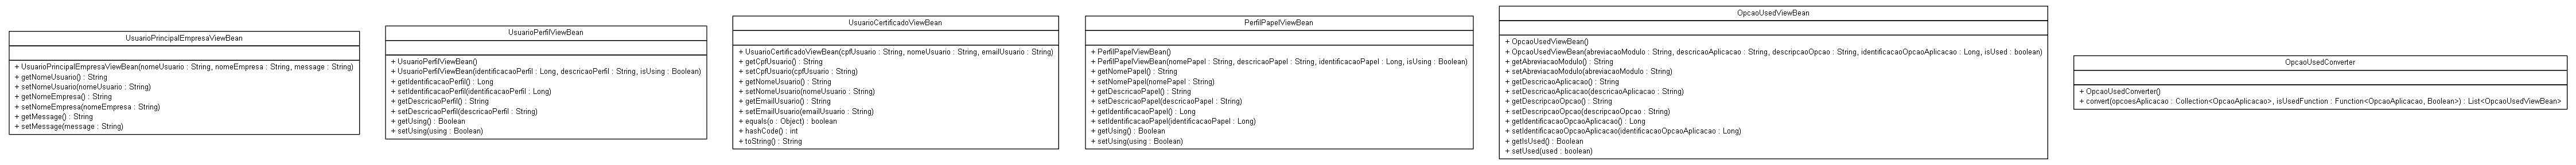 UsuarioPrincipalEmpresaViewBean
+ UsuarioPrincipalEmpresaViewBean(nomeUsuario : String, nomeEmpresa : String, message : String)
+ getNomeUsuario() : String
+ setNomeUsuario(nomeUsuario : String)
+ getNomeEmpresa() : String
+ setNomeEmpresa(nomeEmpresa : String)
+ getMessage() : String
+ setMessage(message : String)
UsuarioPerfilViewBean
+ UsuarioPerfilViewBean()
+ UsuarioPerfilViewBean(identificacaoPerfil : Long, descricaoPerfil : String, isUsing : Boolean)
+ getIdentificacaoPerfil() : Long
+ setIdentificacaoPerfil(identificacaoPerfil : Long)
+ getDescricaoPerfil() : String
+ setDescricaoPerfil(descricaoPerfil : String)
+ getUsing() : Boolean
+ setUsing(using : Boolean)
UsuarioCertificadoViewBean
+ UsuarioCertificadoViewBean(cpfUsuario : String, nomeUsuario : String, emailUsuario : String)
+ getCpfUsuario() : String
+ setCpfUsuario(cpfUsuario : String)
+ getNomeUsuario() : String
+ setNomeUsuario(nomeUsuario : String)
+ getEmailUsuario() : String
+ setEmailUsuario(emailUsuario : String)
+ equals(o : Object) : boolean
+ hashCode() : int
+ toString() : String
PerfilPapelViewBean
+ PerfilPapelViewBean()
+ PerfilPapelViewBean(nomePapel : String, descricaoPapel : String, identificacaoPapel : Long, isUsing : Boolean)
+ getNomePapel() : String
+ setNomePapel(nomePapel : String)
+ getDescricaoPapel() : String
+ setDescricaoPapel(descricaoPapel : String)
+ getIdentificacaoPapel() : Long
+ setIdentificacaoPapel(identificacaoPapel : Long)
+ getUsing() : Boolean
+ setUsing(using : Boolean)
OpcaoUsedViewBean
+ OpcaoUsedViewBean()
+ OpcaoUsedViewBean(abreviacaoModulo : String, descricaoAplicacao : String, descripcaoOpcao : String, identificacaoOpcaoAplicacao : Long, isUsed : boolean)
+ getAbreviacaoModulo() : String
+ setAbreviacaoModulo(abreviacaoModulo : String)
+ getDescricaoAplicacao() : String
+ setDescricaoAplicacao(descricaoAplicacao : String)
+ getDescripcaoOpcao() : String
+ setDescripcaoOpcao(descripcaoOpcao : String)
+ getIdentificacaoOpcaoAplicacao() : Long
+ setIdentificacaoOpcaoAplicacao(identificacaoOpcaoAplicacao : Long)
+ getIsUsed() : Boolean
+ setUsed(used : boolean)
OpcaoUsedConverter
+ OpcaoUsedConverter()
+ convert(opcoesAplicacao : Collection<OpcaoAplicacao>, isUsedFunction : Function<OpcaoAplicacao, Boolean>) : List<OpcaoUsedViewBean>